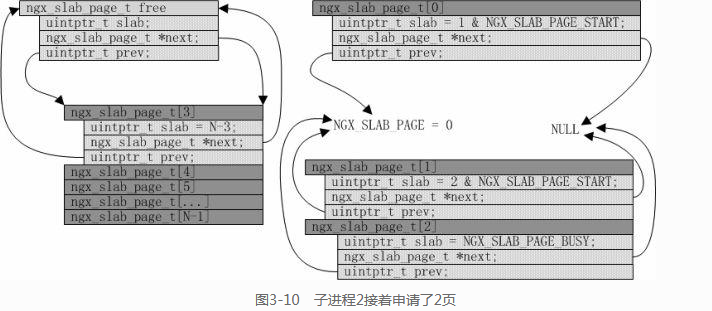 ngx_slab_page_t free
uintptr_t slab;
ngx_slab_page_t *next;
uintptr_t prev;
ngx_slab_page_t[3]
uintptr_t slab = N-3;
ngx_slab_page_t *next;
uintptr_t prev;
ngx_slab_page_t[4]
ngx_slab_page_t[5]
ngx_slab_page_t[...]
ngx_slab_page_t[N-1]
ngx_slab_page_t[0]
uintptr_t slab = 1 & NGX_SLAB_PAGE_START;
ngx_slab_page_t *next;
uintptr_t prev;
NGX_SLAB_PAGE = 0
NULL
ngx_slab_page_t[1]
uintptr_t slab = 2 & NGX_SLAB_PAGE_START;
ngx_slab_page_t *next;
uintptr_t prev;
ngx_slab_page_t[2]
uintptr_t slab = NGX_SLAB_PAGE_BUSY;
ngx_slab_page_t *next;
uintptr_t prev;
图3-10 子进程2接着申请了2页